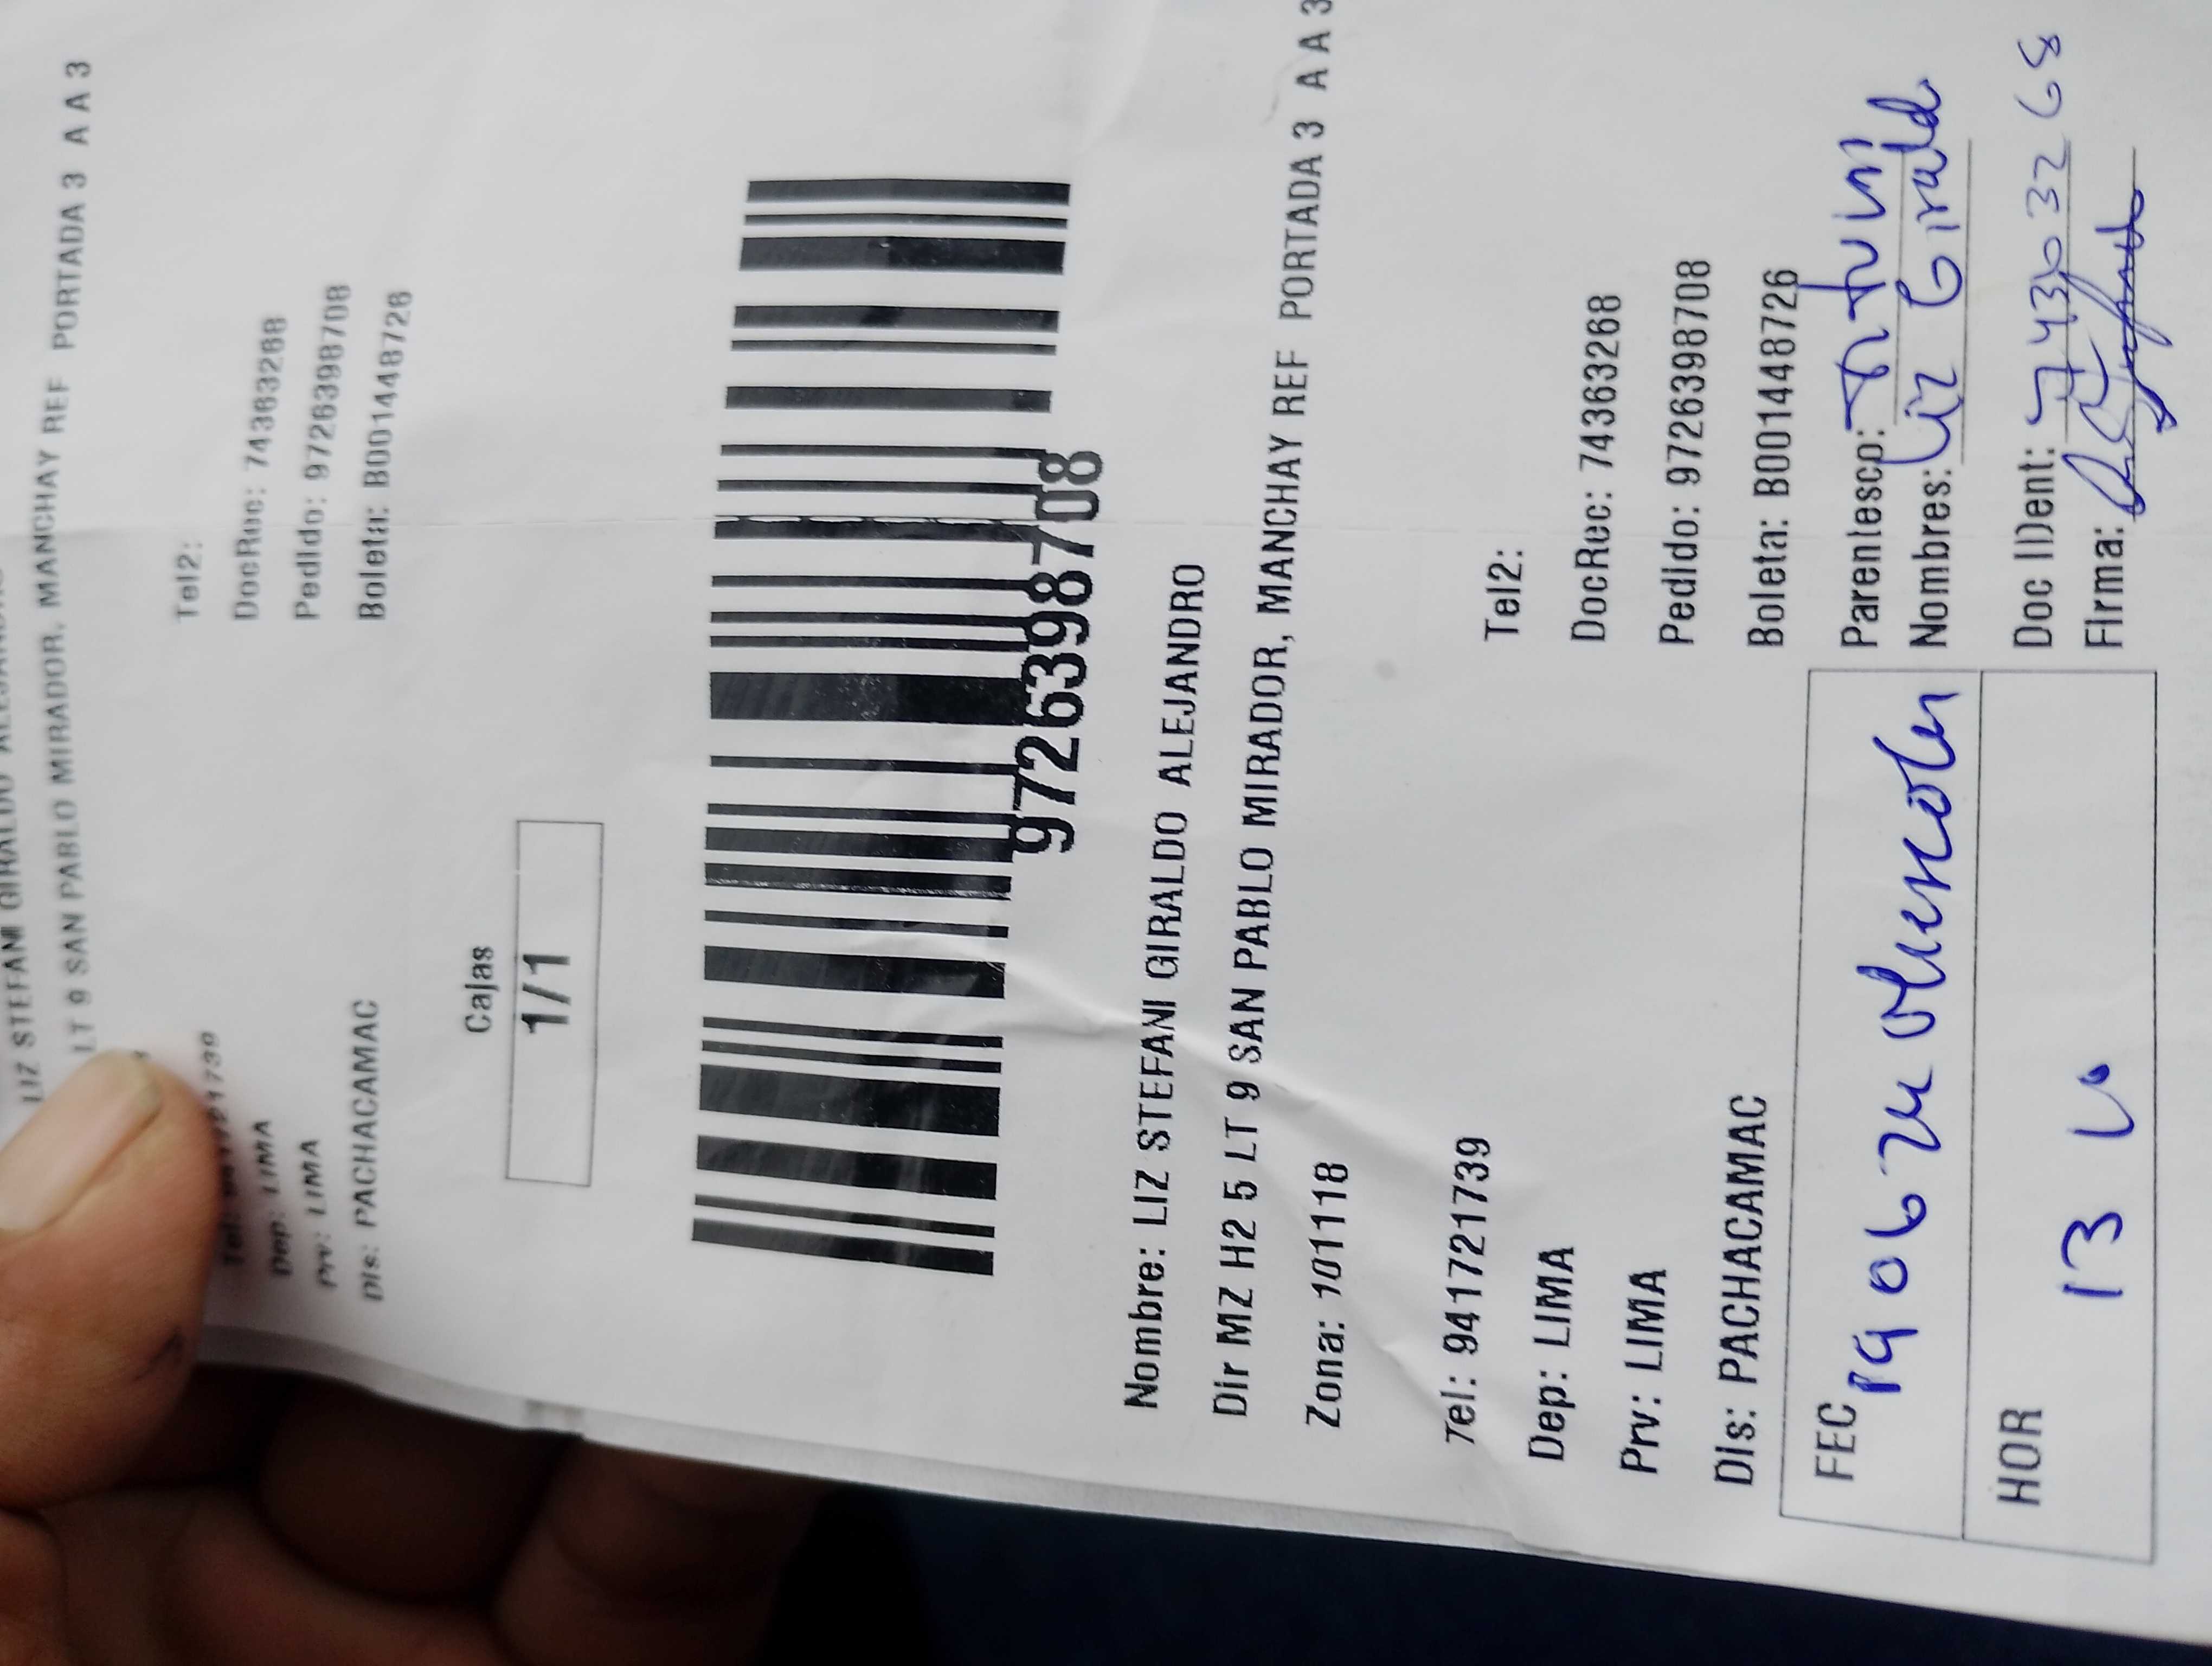 LIZ STEFANI GIRALDO
LT 9 SAN PABLO MIRADOR, MANCHAY REF PORTADA 3 A A 3
Tel2:
Dep: LIMA
DocRec: 74363268
Prv: LIMA
Pedido: 9726398708
Dis: PACHACAMAC
Boleta: B001448726
Cajas
1/1
9726398708
Nombre: LIZ STEFANI GIRALDO ALEJANDRO
Dir MZ H2 5 LT 9 SAN PABLO MIRADOR, MANCHAY REF PORTADA 3 A A 3
Zona: 101118
Tel: 941721739
Tel2:
Dep: LIMA
DocRec: 74363268
Prv: LIMA
Pedido: 9726398708
Dis: PACHACAMAC
Boleta: B001448726
FEC 19 06
Parentesco: Titular
Nombres: Liz Giraldo
HOR 13
Doc IDent:
Firma: